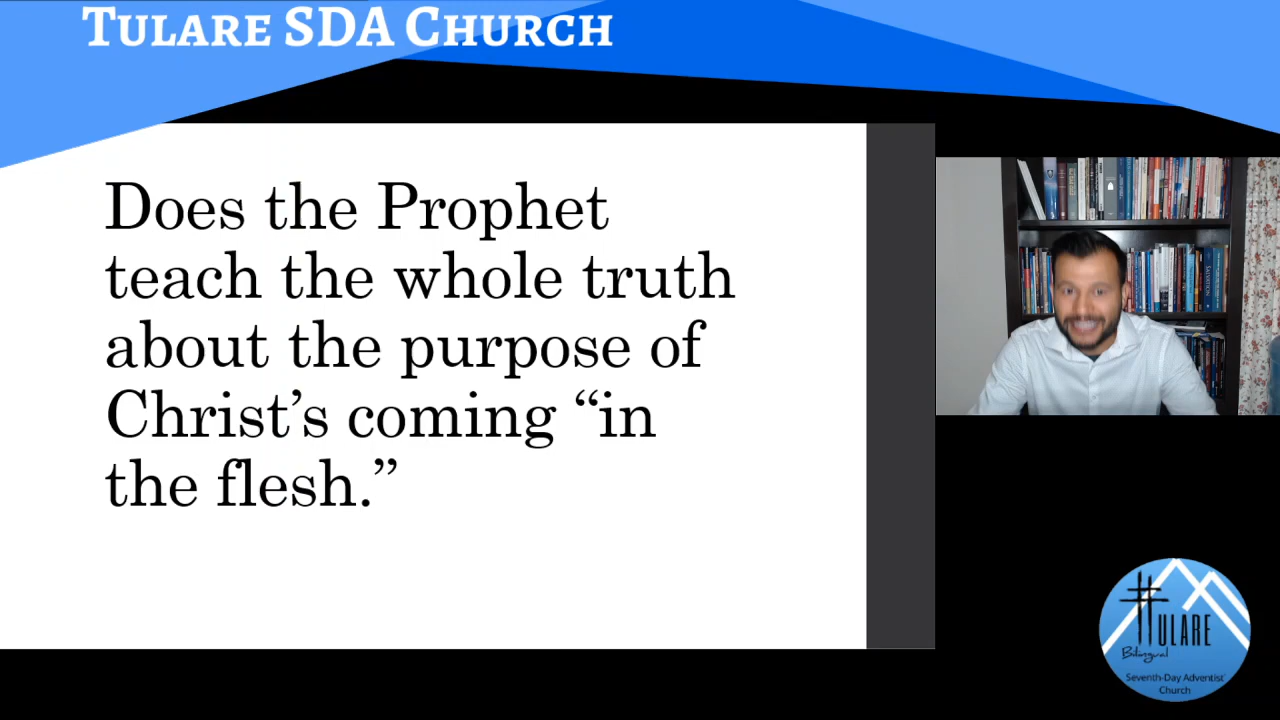 Tulare SDA Church
Does the Prophet
teach the whole truth
about the purpose of
Christ’s coming “in
the flesh.”
SALVATION
TULARE
Bilingual
Seventh-Day Adventist
Church